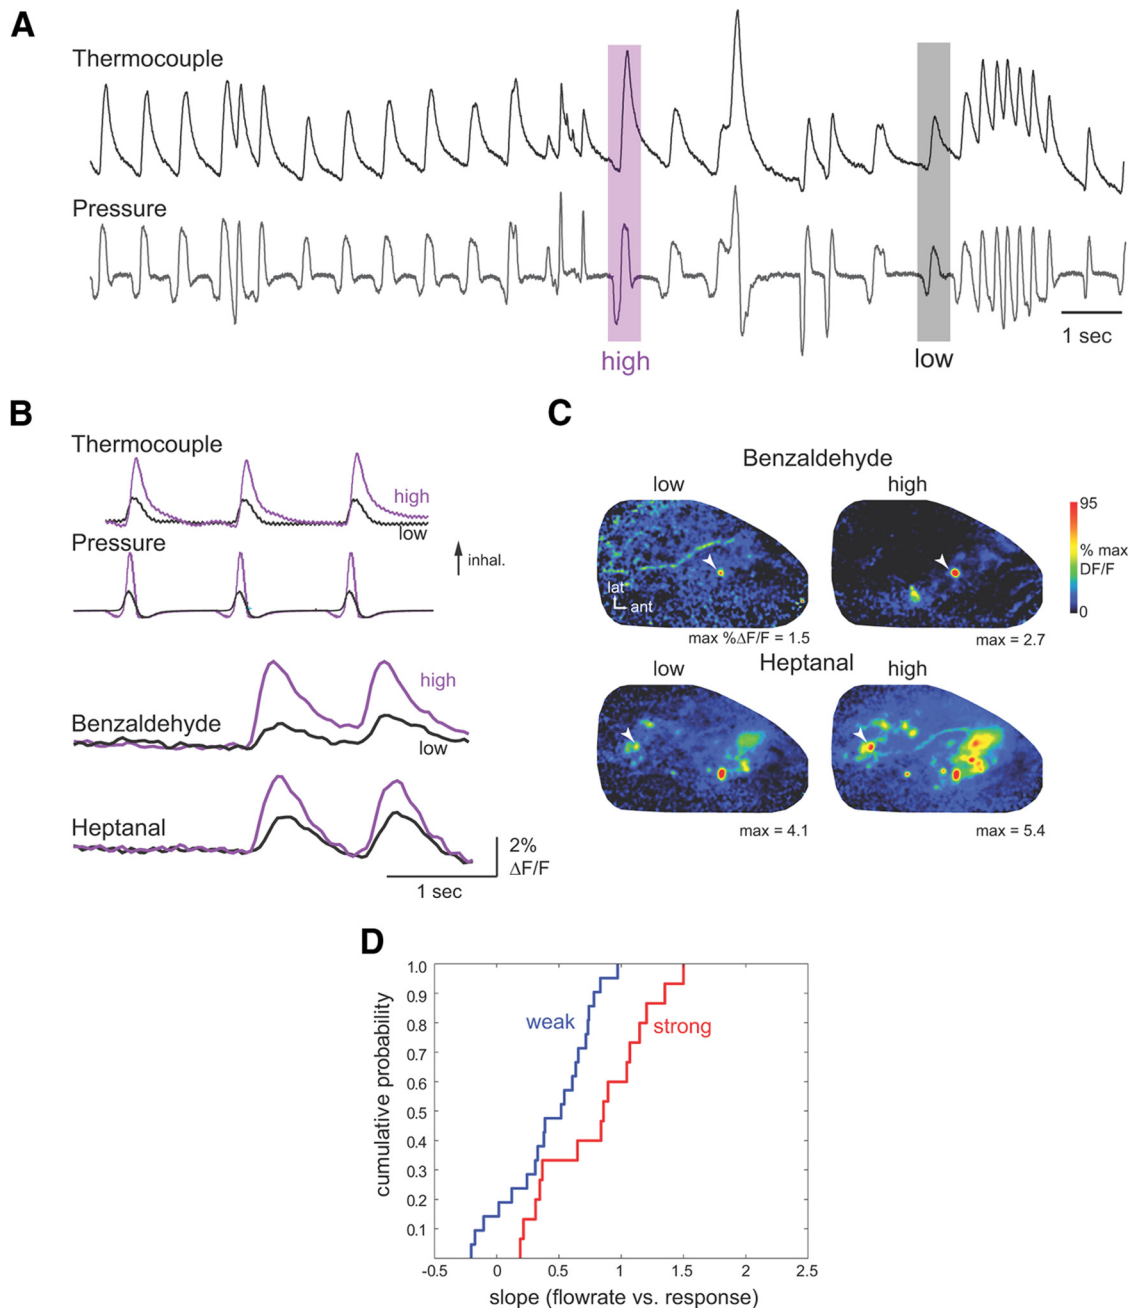 A
Thermocouple
Pressure
1 sec
high
low
B
Thermocouple
high
low
Pressure
inhal.
high
Benzaldehyde
low
Heptanal
2%
ΔF/F
1 sec
C
Benzaldehyde
low high
95
% max
DF/F
0
lat
ant
max %ΔF/F = 1.5 max = 2.7
Heptanal
low high
max = 4.1 max = 5.4
D
1.0
0.9
0.8
0.7
0.6
0.5
0.4
0.3
0.2
0.1
cumulative probability
weak
strong
-0.5 0 0.5 1 1.5 2 2.5
slope (flowrate vs. response)